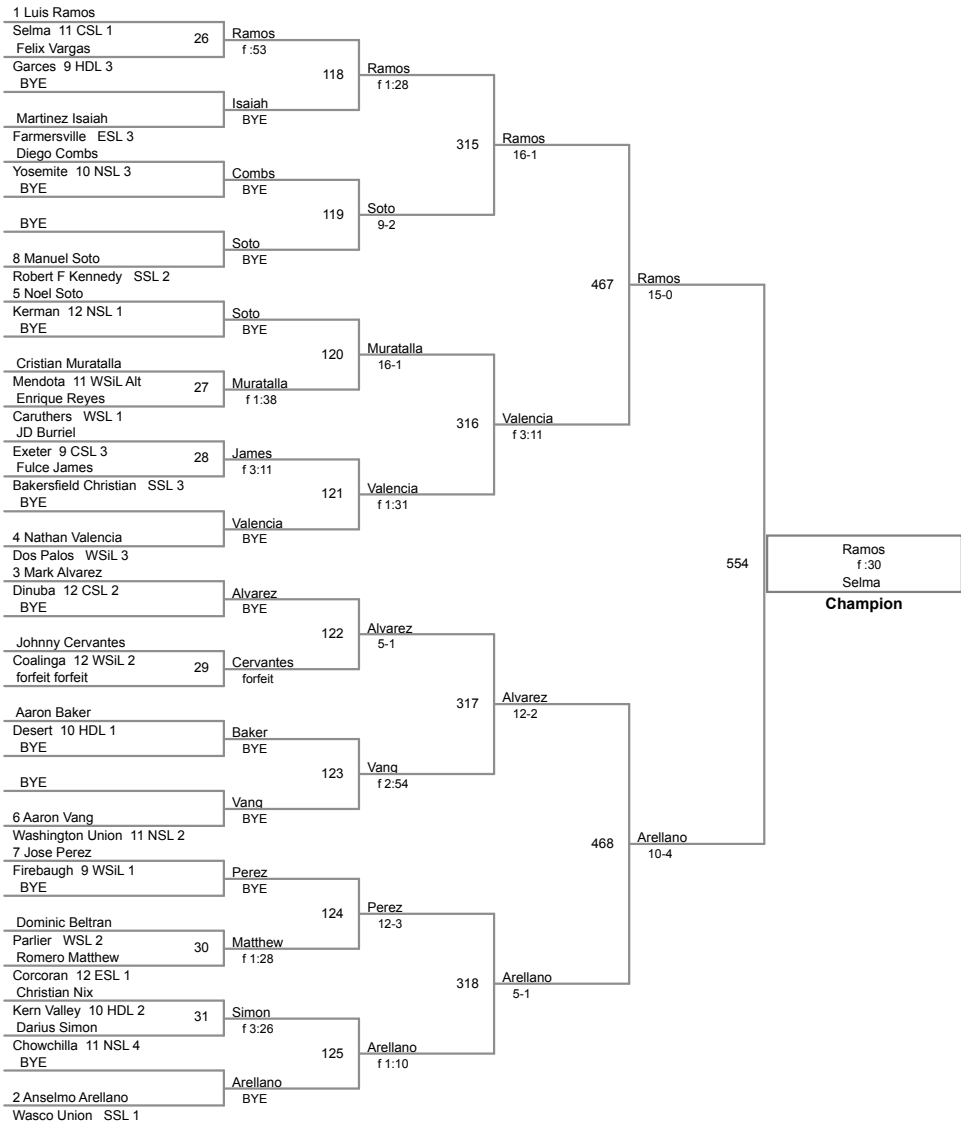 1 Luis Ramos
Selma 11 CSL 1
Felix Vargas
Garces 9 HDL 3
BYE
Martinez Isaiah
Farmersville ESL 3
Diego Combs
Yosemite 10 NSL 3
BYE
BYE
8 Manuel Soto
Robert F Kennedy SSL 2
5 Noel Soto
Kerman 12 NSL 1
BYE
Cristian Muratalla
Mendota 11 WSiL Alt
Enrique Reyes
Caruthers WSL 1
JD Burriel
Exeter 9 CSL 3
Fulce James
Bakersfield Christian SSL 3
BYE
4 Nathan Valencia
Dos Palos WSiL 3
3 Mark Alvarez
Dinuba 12 CSL 2
BYE
Johnny Cervantes
Coalinga 12 WSiL 2
forfeit forfeit
Aaron Baker
Desert 10 HDL 1
BYE
BYE
6 Aaron Vang
Washington Union 11 NSL 2
7 Jose Perez
Firebaugh 9 WSiL 1
BYE
Dominic Beltran
Parlier WSL 2
Romero Matthew
Corcoran 12 ESL 1
Christian Nix
Kern Valley 10 HDL 2
Darius Simon
Chowchilla 11 NSL 4
BYE
2 Anselmo Arellano
Wasco Union SSL 1
26
27
28
29
30
31
Ramos
f :53
Isaiah
BYE
Combs
BYE
Soto
BYE
Soto
BYE
Muratalla
f 1:38
James
f 3:11
Valencia
BYE
Alvarez
BYE
Cervantes
forfeit
Baker
BYE
Vang
BYE
Perez
BYE
Matthew
f 1:28
Simon
f 3:26
Arellano
BYE
118
119
120
121
122
123
124
125
Ramos
f 1:28
Soto
9-2
Muratalla
16-1
Valencia
f 1:31
Alvarez
5-1
Vang
f 2:54
Perez
12-3
Arellano
f 1:10
315
316
317
318
Ramos
16-1
Valencia
f 3:11
Alvarez
12-2
Arellano
5-1
467
468
Ramos
15-0
Arellano
10-4
554
Ramos
f :30
Selma
Champion